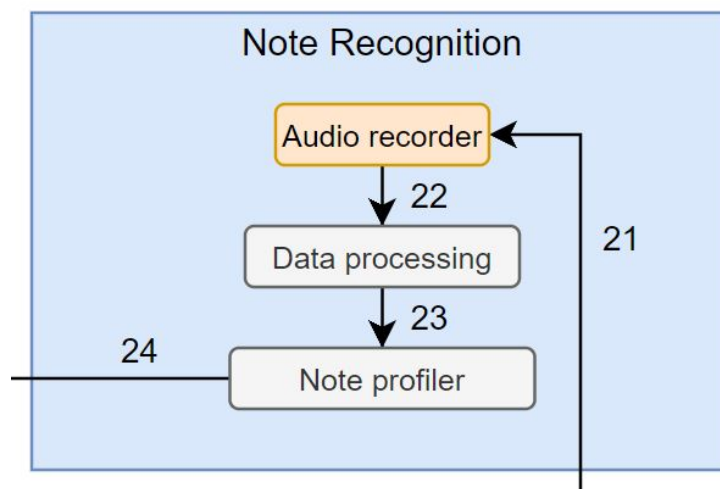 Note Recognition
Audio recorder
22
21
Data processing
23
24
Note profiler